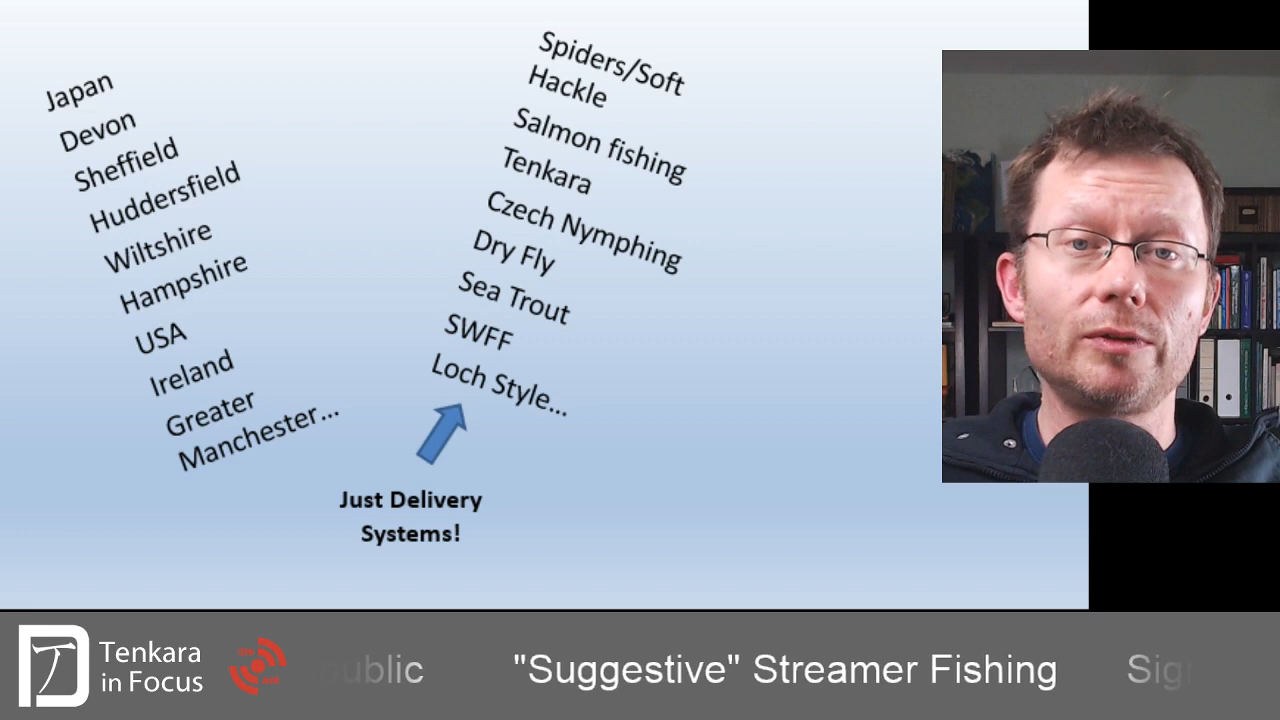 Japan
Devon
Sheffield
Huddersfield
Wiltshire
Hampshire
USA
Ireland
Greater
Manchester...
Spiders/Soft
Hackle
Salmon fishing
Tenkara
Czech Nymphing
Dry Fly
Sea Trout
SWFF
Loch Style...
Just Delivery
Systems!
Tenkara
in Focus
"Suggestive" Streamer Fishing